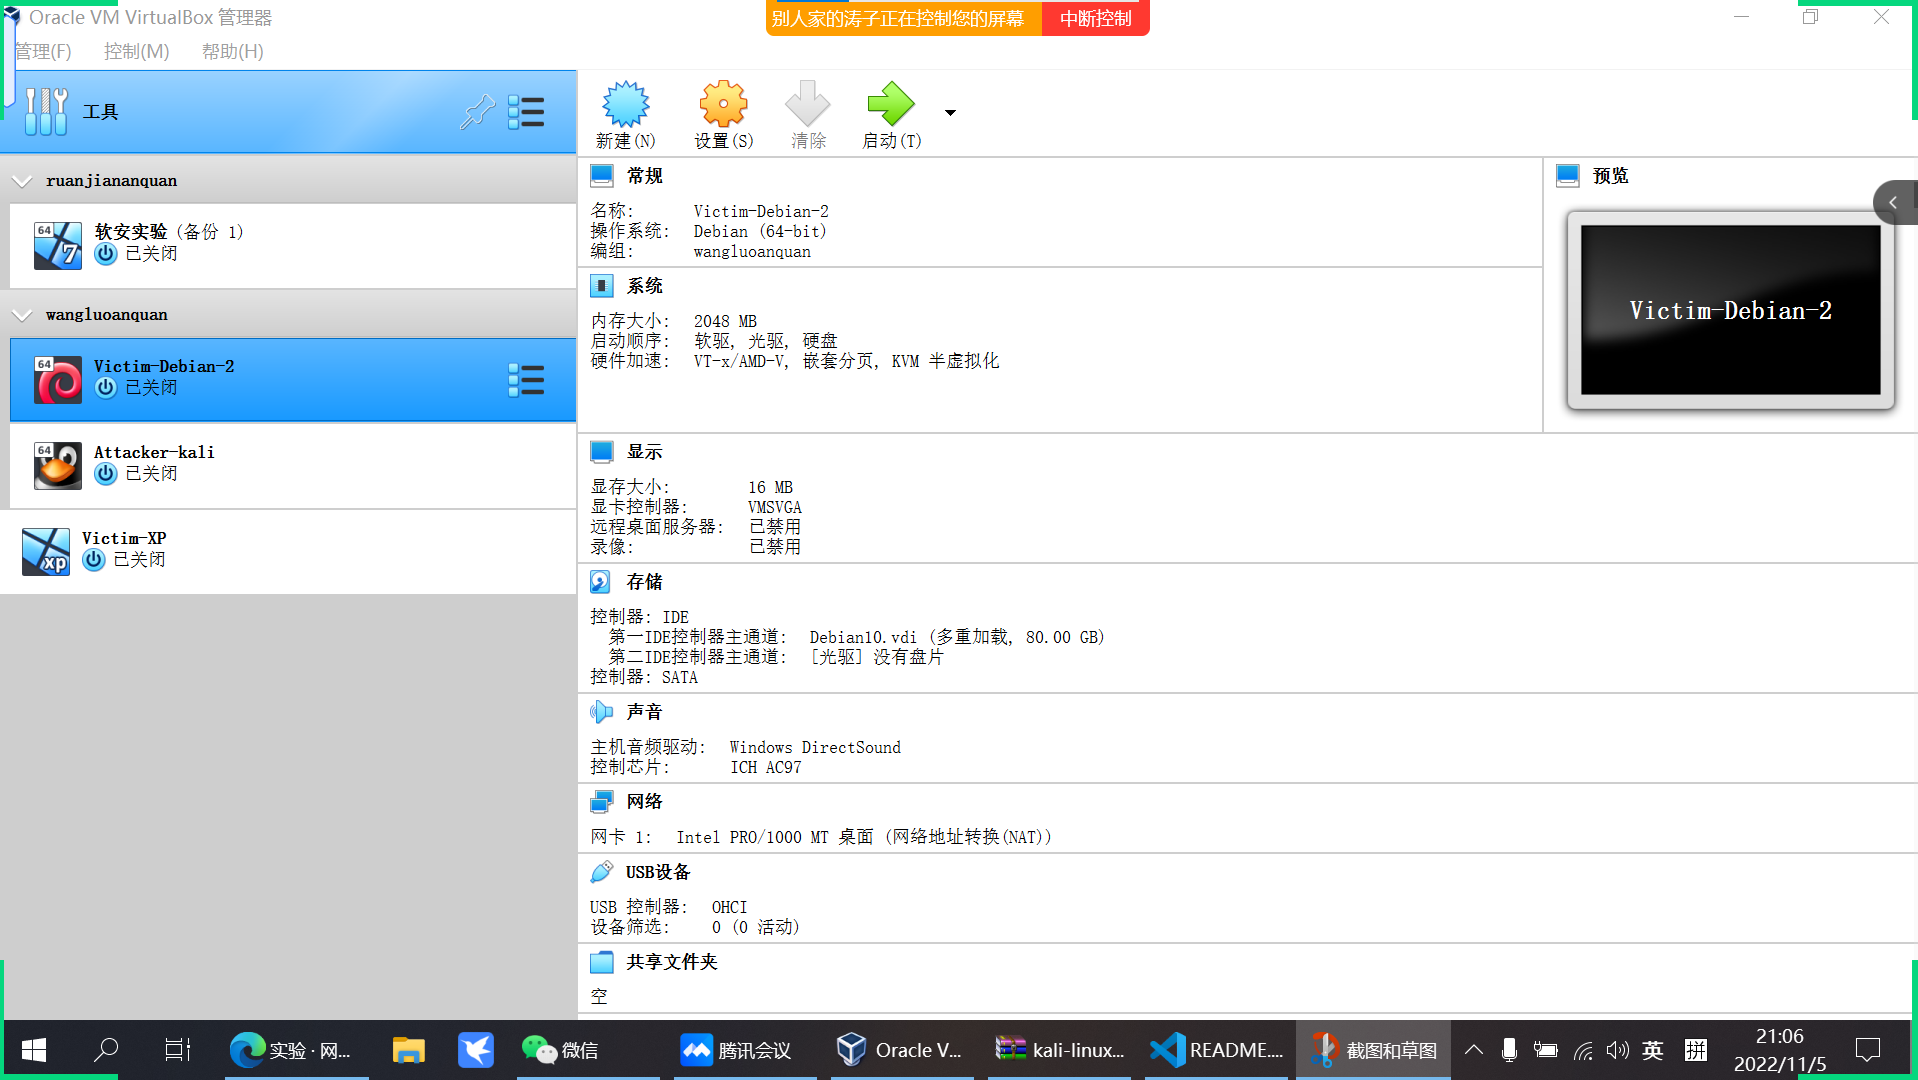 Oracle VM VirtualBox 管理器
别人家的涛子正在控制您的屏幕 中断控制
管理(F) 控制(M) 帮助(H)
工具
新建(N) 设置(S) 清除 启动(T)
ruanjiananquan
64
7
软安实验 (备份 1)
已关闭
wangluoanquan
64
Victim-Debian-2
已关闭
64
Attacker-kali
已关闭
xp
Victim-XP
已关闭
常规
名称: Victim-Debian-2
操作系统: Debian (64-bit)
编组: wangluoanquan
预览
Victim-Debian-2
系统
内存大小: 2048 MB
启动顺序: 软驱, 光驱, 硬盘
硬件加速: VT-x/AMD-V, 嵌套分页, KVM 半虚拟化
显示
显存大小: 16 MB
显卡控制器: VMSVGA
远程桌面服务器: 已禁用
录像: 已禁用
存储
控制器: IDE
第一IDE控制器主通道: Debian10.vdi (多重加载, 80.00 GB)
第二IDE控制器主通道: [光驱] 没有盘片
控制器: SATA
声音
主机音频驱动: Windows DirectSound
控制芯片: ICH AC97
网络
网卡 1: Intel PRO/1000 MT 桌面 (网络地址转换(NAT))
USB设备
USB 控制器: OHCI
设备筛选: 0 (0 活动)
共享文件夹
空
实验 · 网... 微信 腾讯会议 Oracle V... kali-linux... README.... 截图和草图 英 拼
21:06
2022/11/5